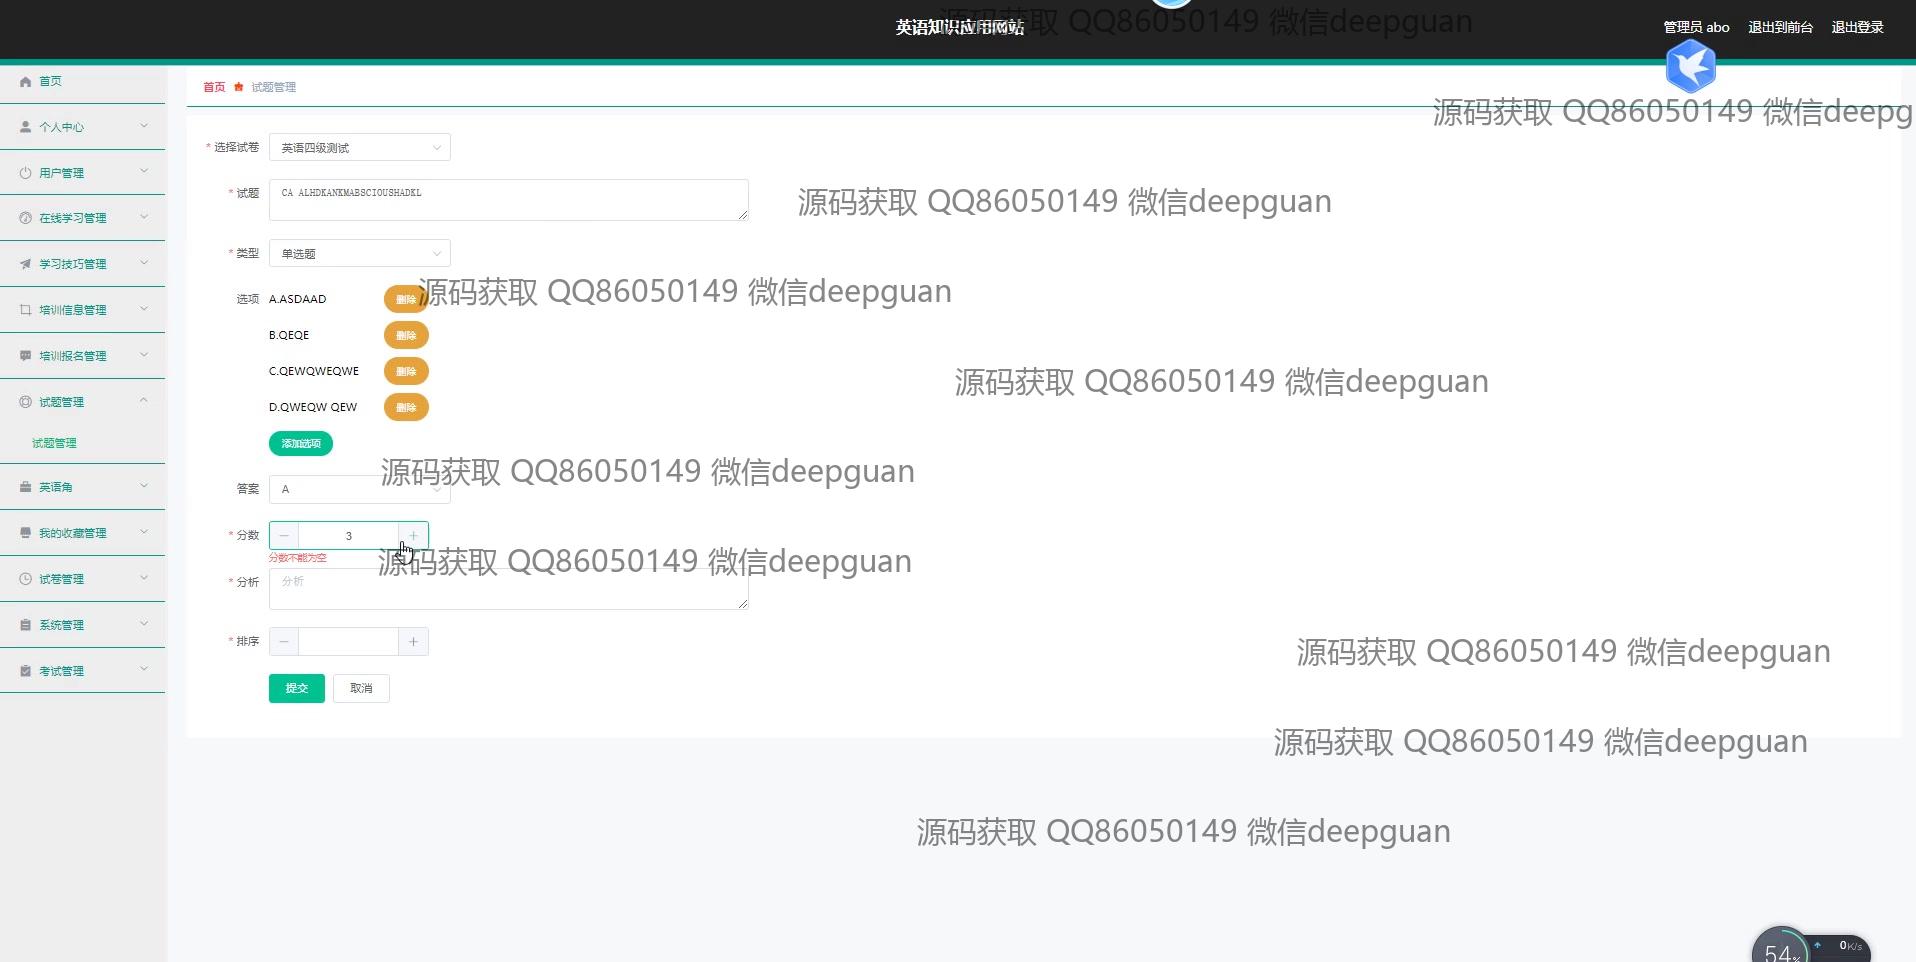 英语知识应用网站
源码获取 QQ86050149 微信deepguan
管理员 abo 退出到前台 退出登录
首页
个人中心
用户管理
在线学习管理
学习技巧管理
培训信息管理
培训报名管理
试题管理
试题管理
英语角
我的收藏管理
试卷管理
系统管理
考试管理
首页 试题管理
源码获取 QQ86050149 微信deepg
* 选择试卷 英语四级测试
* 试题 CA ALHDKANKMABSCIOUSHADKL
源码获取 QQ86050149 微信deepguan
* 类型 单选题
选项 A.ASDAAD 删除
源码获取 QQ86050149 微信deepguan
B.QEQE 删除
C.QEWQWEQWE 删除
源码获取 QQ86050149 微信deepguan
D.QWEQW QEW 删除
添加选项
源码获取 QQ86050149 微信deepguan
答案 A
* 分数 − 3 +
分数不能为空
源码获取 QQ86050149 微信deepguan
* 分析 分析
* 排序 − +
源码获取 QQ86050149 微信deepguan
提交 取消
源码获取 QQ86050149 微信deepguan
源码获取 QQ86050149 微信deepguan
54% 0K/s